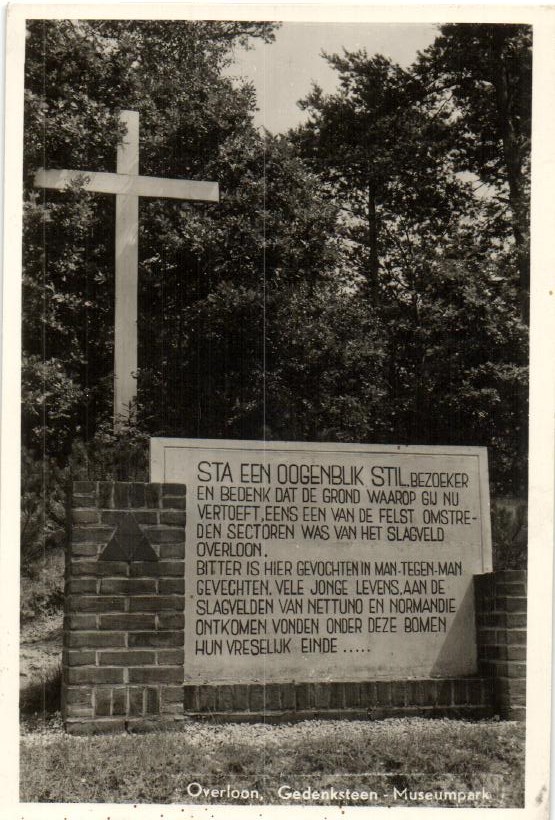 STA EEN OOGENBLIK STIL, BEZOEKER
EN BEDENK DAT DE GROND WAAROP GIJ NU
VERTOEFT, EENS EEN VAN DE FELST OMSTRE-
DEN SECTOREN WAS VAN HET SLAGVELD
OVERLOON.
BITTER IS HIER GEVOCHTEN IN MAN-TEGEN-MAN
GEVECHTEN. VELE JONGE LEVENS, AAN DE
SLAGVELDEN VAN NETTUNO EN NORMANDIE
ONTKOMEN VONDEN ONDER DEZE BOMEN
HUN VRESELIJK EINDE .....
Overloon, Gedenksteen - Museumpark